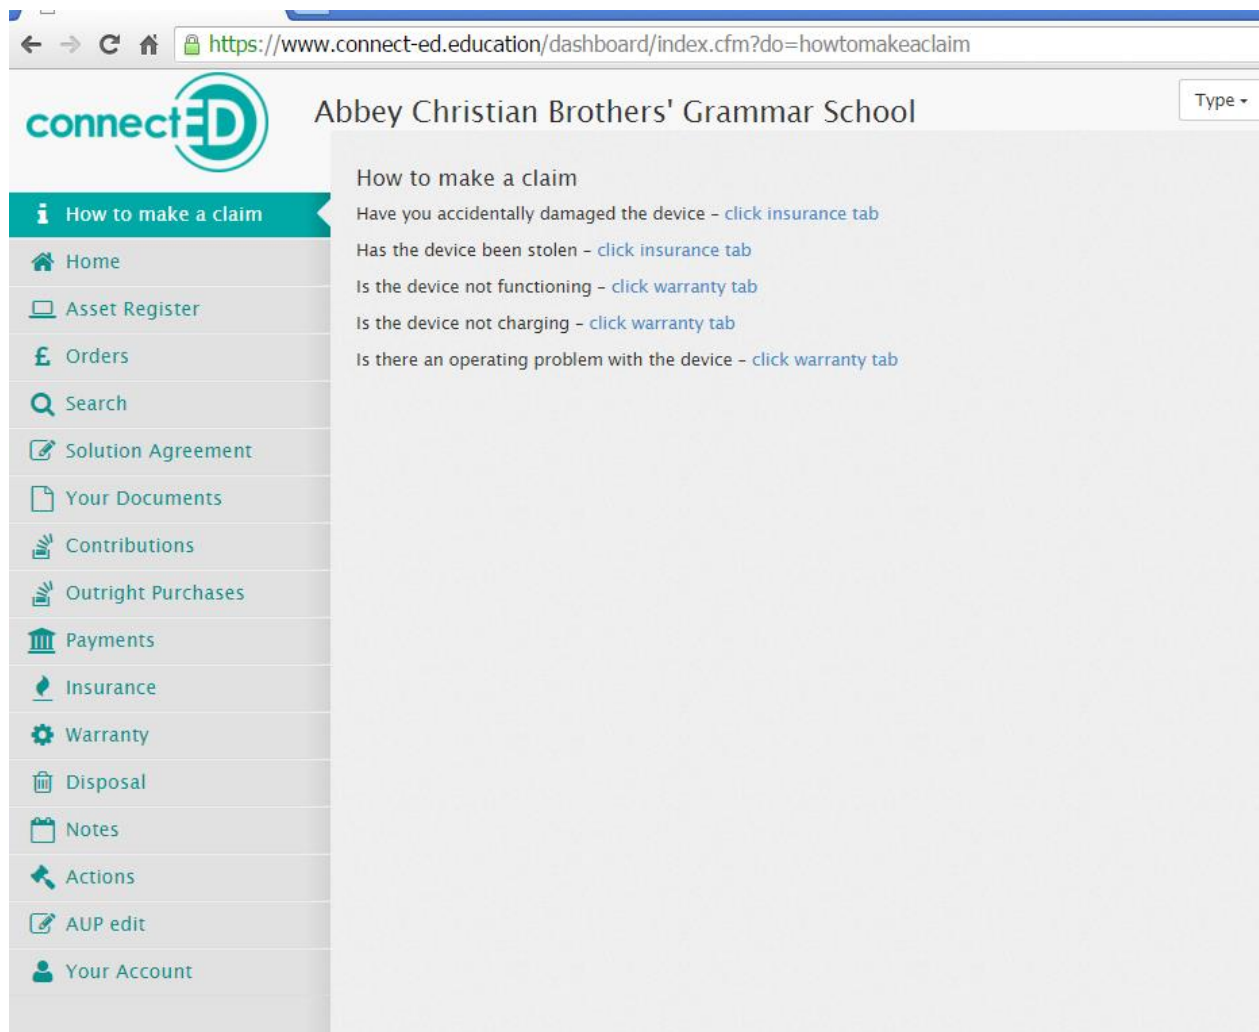 https://www.connect-ed.education/dashboard/index.cfm?do=howtomakeaclaim
connectED
Abbey Christian Brothers' Grammar School
Type
How to make a claim
Have you accidentally damaged the device – click insurance tab
Has the device been stolen – click insurance tab
Is the device not functioning – click warranty tab
Is the device not charging – click warranty tab
Is there an operating problem with the device – click warranty tab
How to make a claim
Home
Asset Register
£ Orders
Search
Solution Agreement
Your Documents
Contributions
Outright Purchases
Payments
Insurance
Warranty
Disposal
Notes
Actions
AUP edit
Your Account